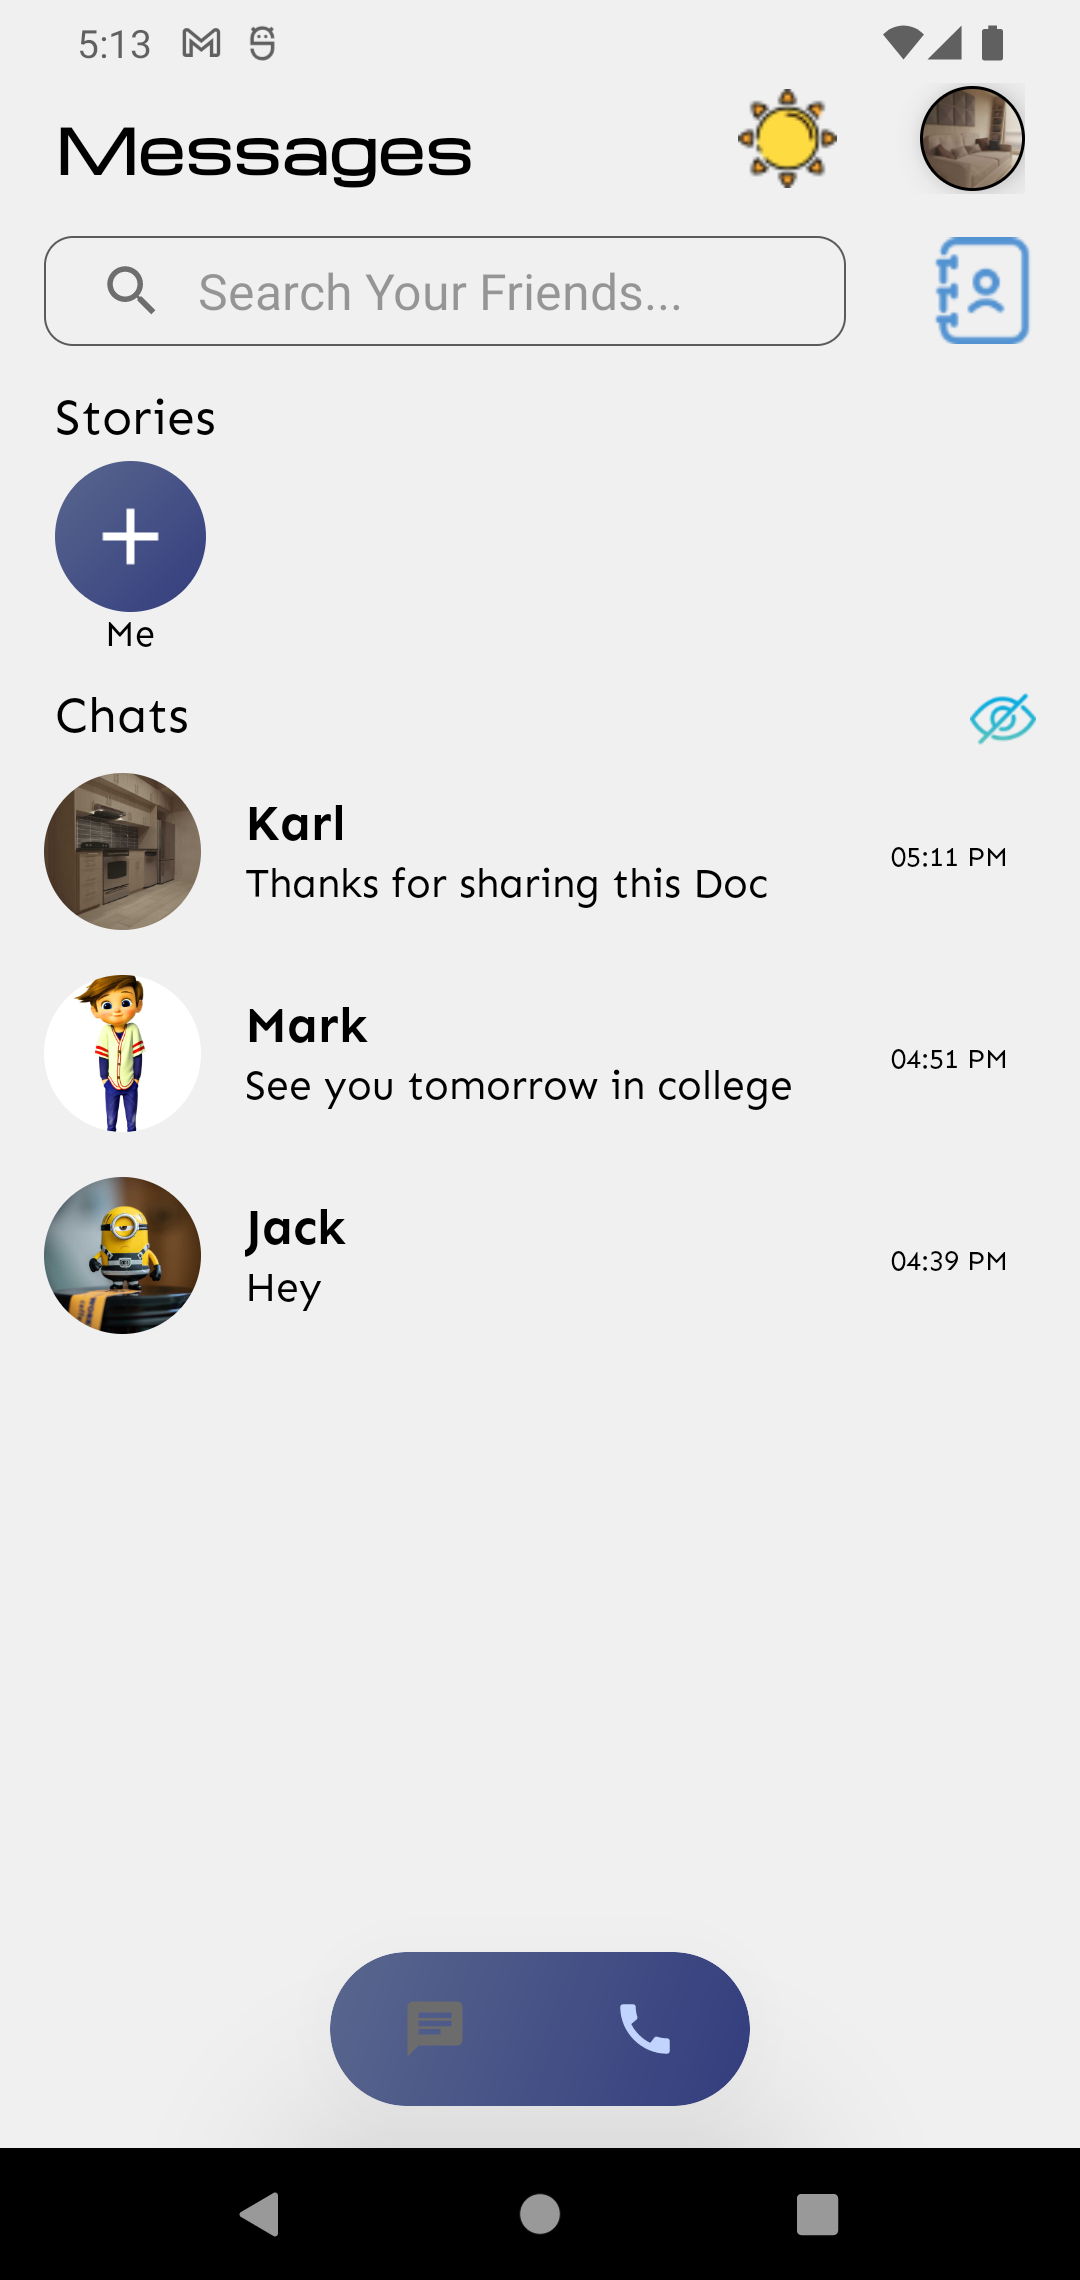 5:13
Messages
Search Your Friends...
Stories
Me
Chats
Karl
Thanks for sharing this Doc
05:11 PM
Mark
See you tomorrow in college
04:51 PM
Jack
Hey
04:39 PM